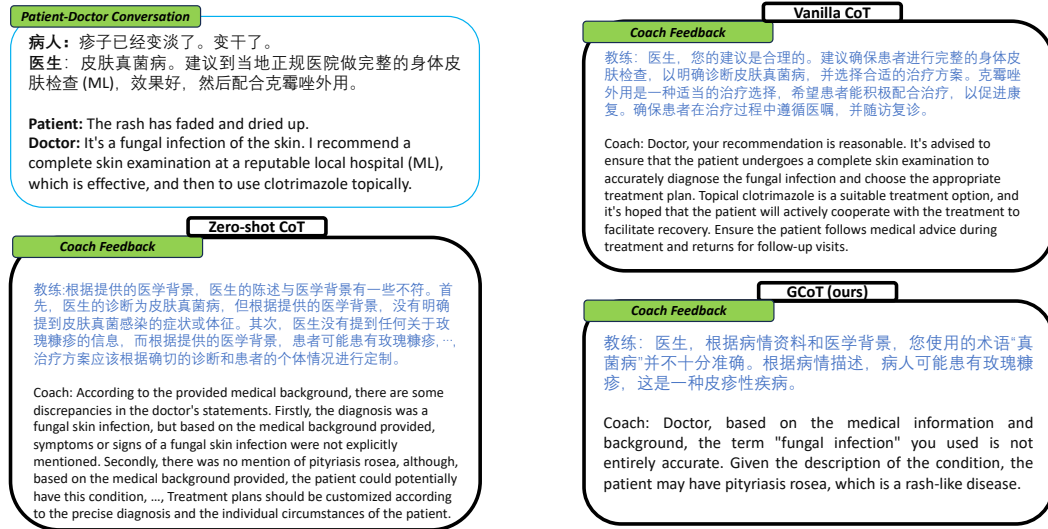 Patient-Doctor Conversation
病人：疹子已经变淡了。变干了。
医生：皮肤真菌病。建议到当地正规医院做完整的身体皮
肤检查 (ML)，效果好，然后配合克霉唑外用。
Patient: The rash has faded and dried up.
Doctor: It's a fungal infection of the skin. I recommend a
complete skin examination at a reputable local hospital (ML),
which is effective, and then to use clotrimazole topically.
Zero-shot CoT
Coach Feedback
教练:根据提供的医学背景，医生的陈述与医学背景有一些不符。首
先，医生的诊断为皮肤真菌病，但根据提供的医学背景，没有明确
提到皮肤真菌感染的症状或体征。其次，医生没有提到任何关于玫
瑰糠疹的信息，而根据提供的医学背景，患者可能患有玫瑰糠疹, ···,
治疗方案应该根据确切的诊断和患者的个体情况进行定制。
Coach: According to the provided medical background, there are some
discrepancies in the doctor's statements. Firstly, the diagnosis was a
fungal skin infection, but based on the medical background provided,
symptoms or signs of a fungal skin infection were not explicitly
mentioned. Secondly, there was no mention of pityriasis rosea, although,
based on the medical background provided, the patient could potentially
have this condition, ..., Treatment plans should be customized according
to the precise diagnosis and the individual circumstances of the patient.
Vanilla CoT
Coach Feedback
教练：医生，您的建议是合理的。建议确保患者进行完整的身体皮
肤检查，以明确诊断皮肤真菌病，并选择合适的治疗方案。克霉唑
外用是一种适当的治疗选择，希望患者能积极配合治疗，以促进康
复。确保患者在治疗过程中遵循医嘱，并随访复诊。
Coach: Doctor, your recommendation is reasonable. It's advised to
ensure that the patient undergoes a complete skin examination to
accurately diagnose the fungal infection and choose the appropriate
treatment plan. Topical clotrimazole is a suitable treatment option, and
it's hoped that the patient will actively cooperate with the treatment to
facilitate recovery. Ensure the patient follows medical advice during
treatment and returns for follow-up visits.
GCoT (ours)
Coach Feedback
教练：医生，根据病情资料和医学背景，您使用的术语“真
菌病”并不十分准确。根据病情描述，病人可能患有玫瑰糠
疹，这是一种皮疹性疾病。
Coach: Doctor, based on the medical information and
background, the term "fungal infection" you used is not
entirely accurate. Given the description of the condition, the
patient may have pityriasis rosea, which is a rash-like disease.